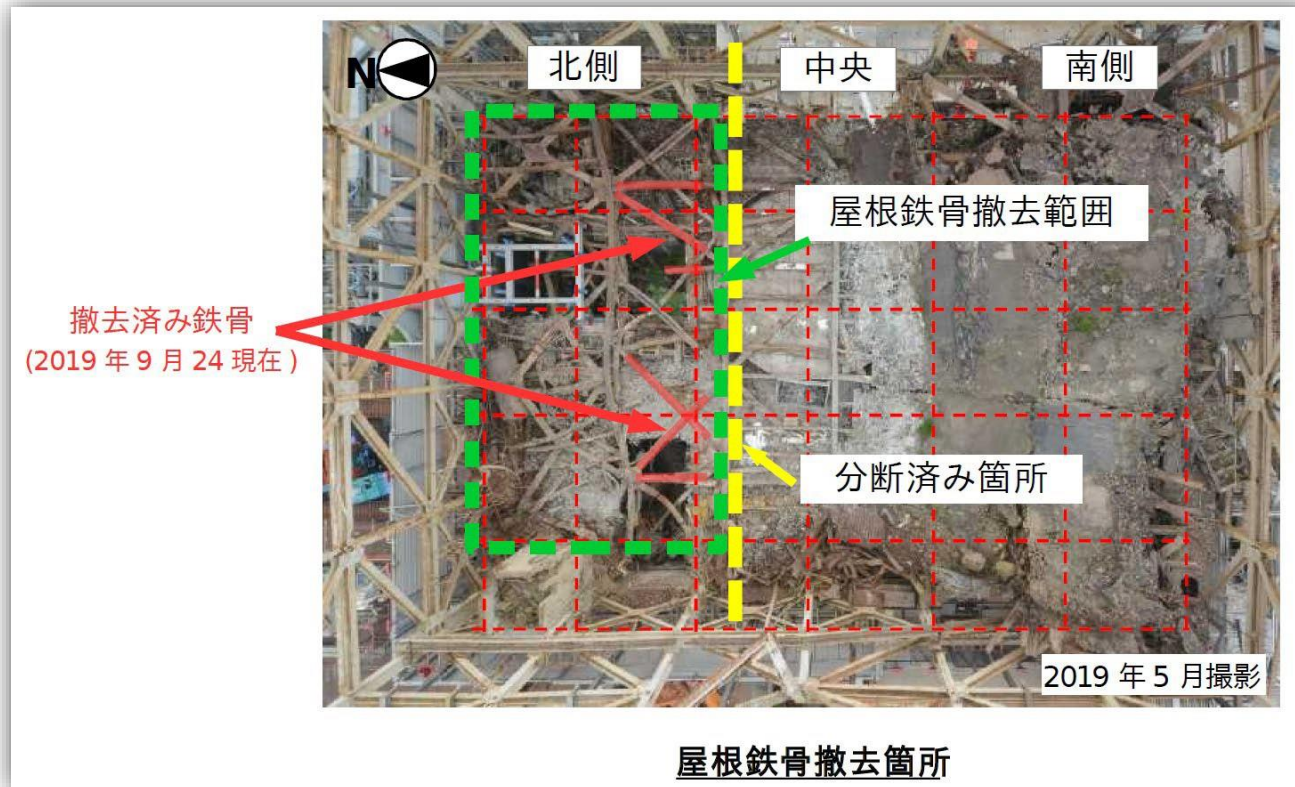 N
北側
中央
南側
屋根鉄骨撤去範囲
撤去済み鉄骨
(2019 年 9 月 24 現在 )
分断済み箇所
2019 年 5 月撮影
屋根鉄骨撤去箇所